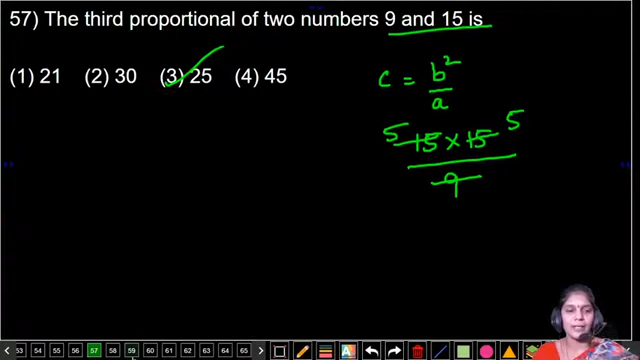 57) The third proportional of two numbers 9 and 15 is
(1) 21 (2) 30 (3) 25 (4) 45
c = b²/a
5 15 × 15 5
9
53 54 55 56 57 58 59 60 61 62 63 64 65 66 67